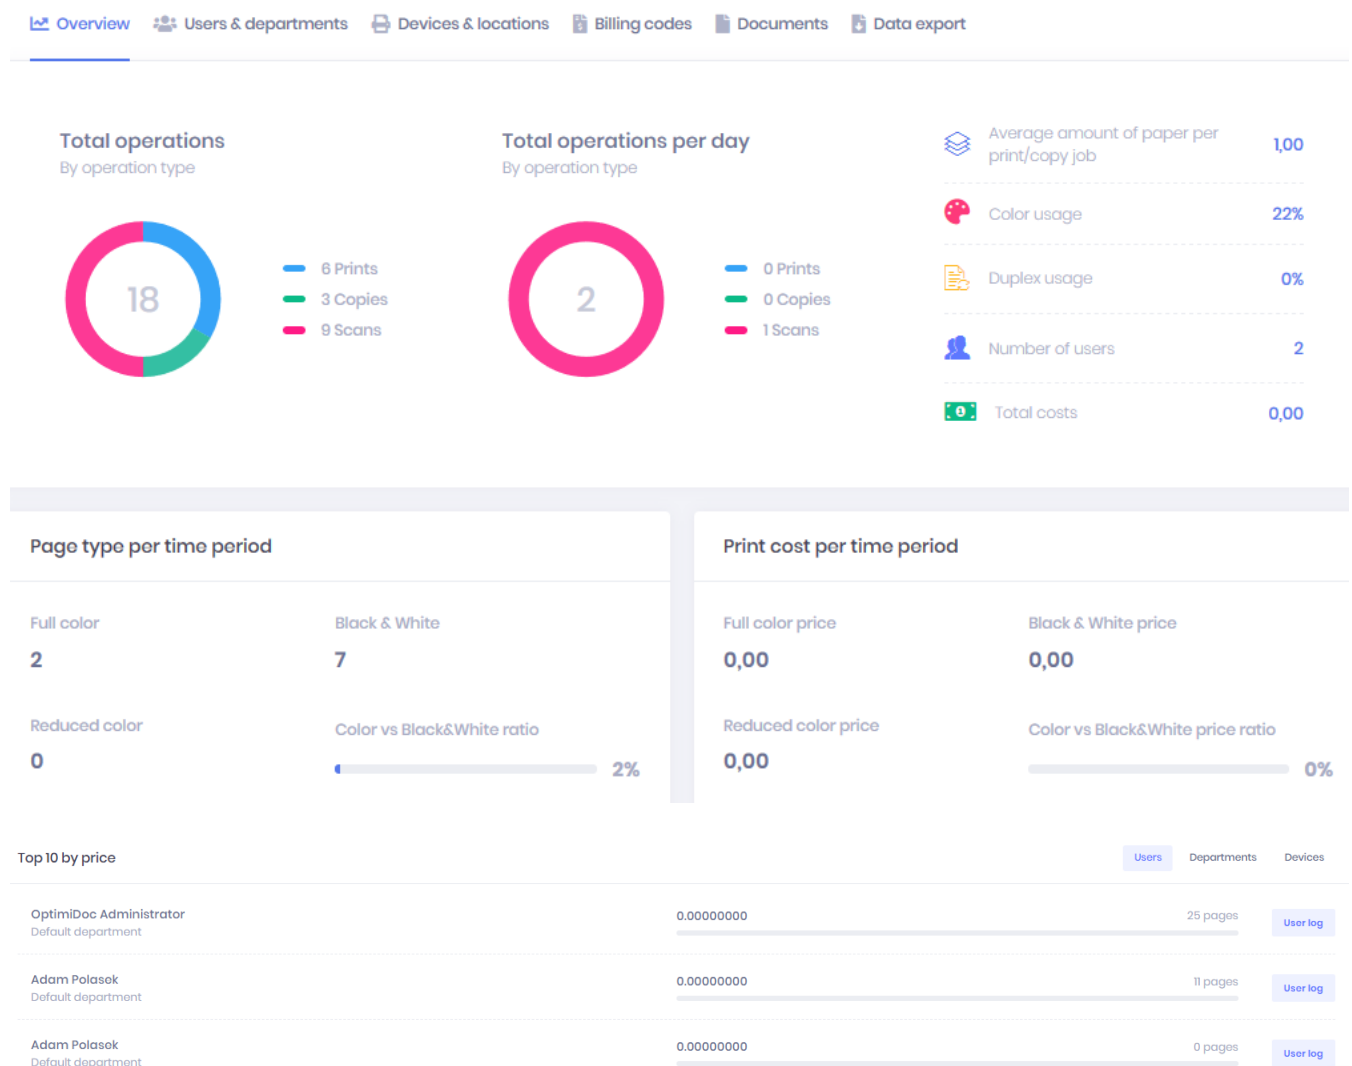 Overview Users & departments Devices & locations Billing codes Documents Data export
Total operations
By operation type
18
6 Prints
3 Copies
9 Scans
Total operations per day
By operation type
2
0 Prints
0 Copies
1 Scans
Average amount of paper per
print/copy job
1,00
Color usage 22%
Duplex usage 0%
Number of users 2
Total costs 0,00
Page type per time period
Full color
2
Black & White
7
Reduced color
0
Color vs Black&White ratio
2%
Print cost per time period
Full color price
0,00
Black & White price
0,00
Reduced color price
0,00
Color vs Black&White price ratio
0%
Top 10 by price
Users Departments Devices
OptimiDoc Administrator
Default department
0.00000000 25 pages User log
Adam Polasek
Default department
0.00000000 11 pages User log
Adam Polasek
Default department
0.00000000 0 pages User log